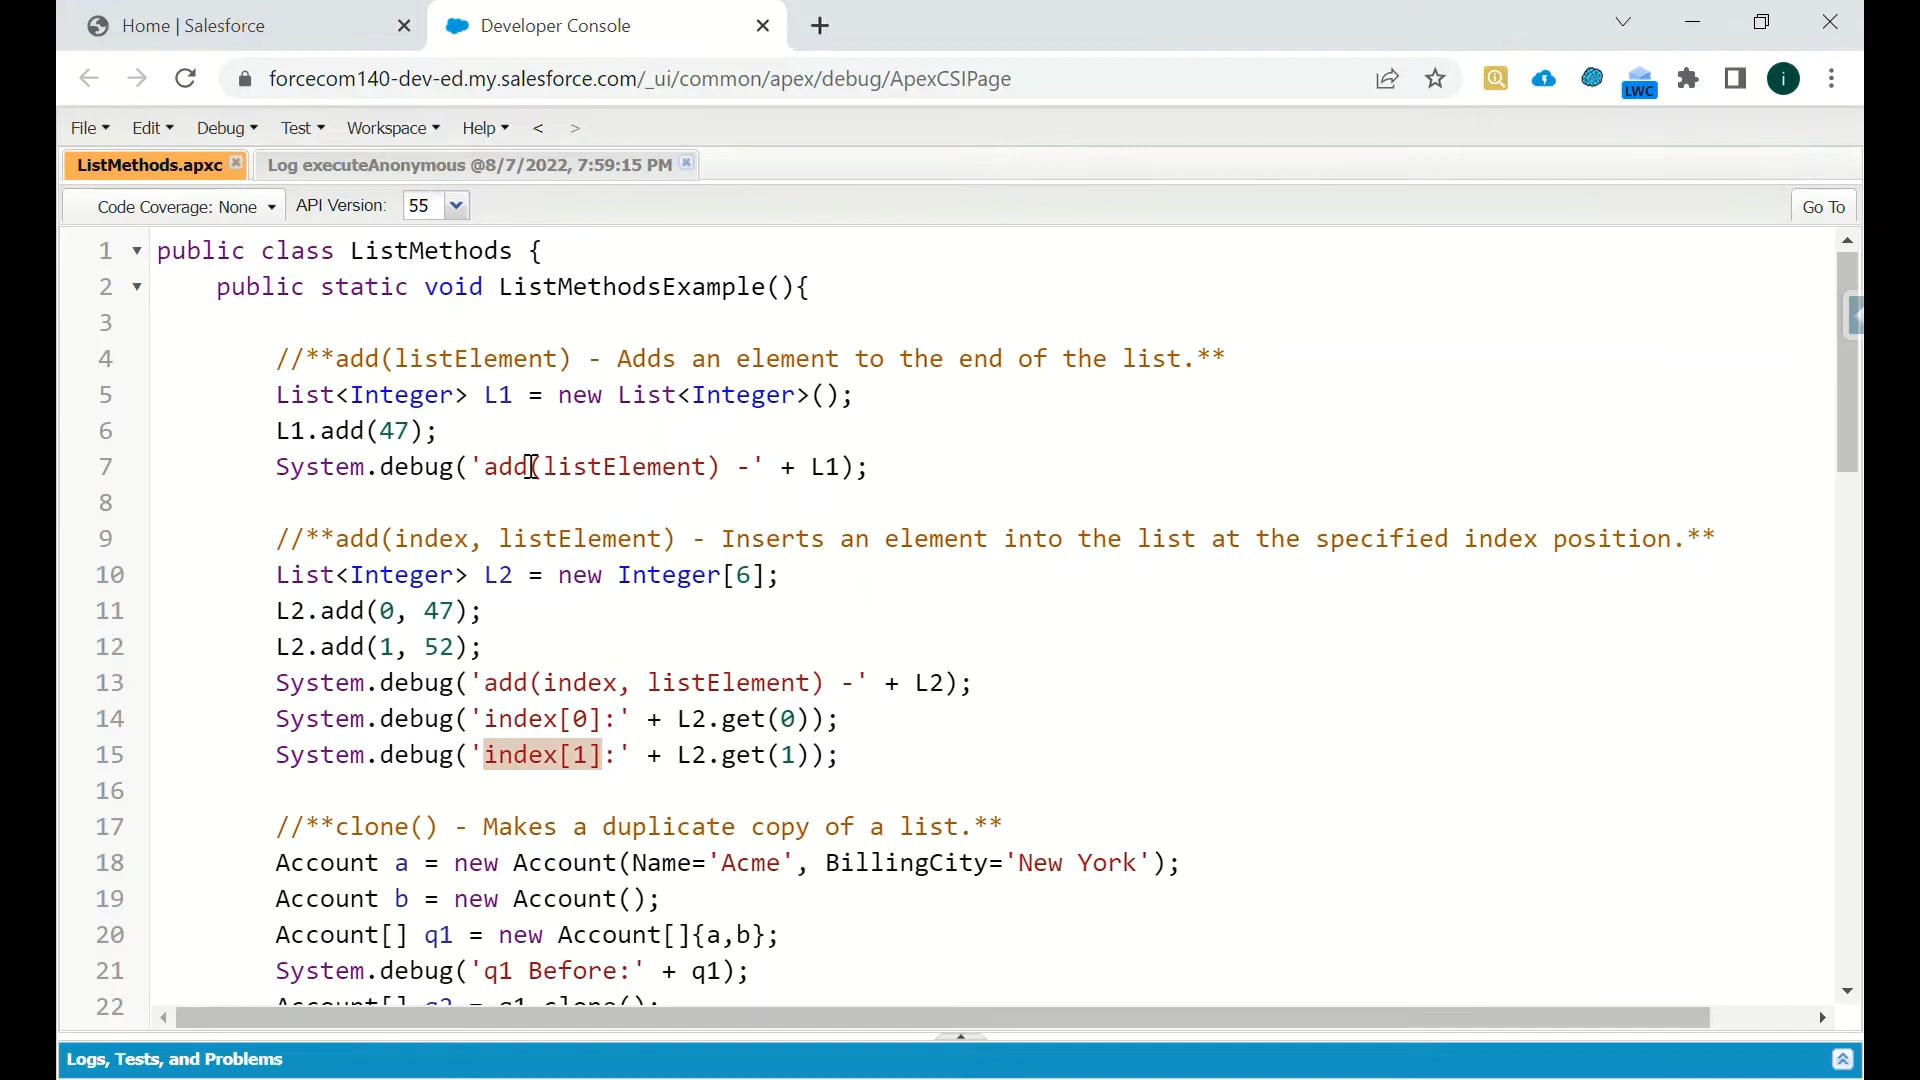 Home | Salesforce
Developer Console
forcecom140-dev-ed.my.salesforce.com/_ui/common/apex/debug/ApexCSIPage
LWC
i
File Edit Debug Test Workspace Help < >
ListMethods.apxc
Log executeAnonymous @8/7/2022, 7:59:15 PM
Code Coverage: None API Version: 55 Go To
1 public class ListMethods {
2 public static void ListMethodsExample(){
3
4 //**add(listElement) - Adds an element to the end of the list.**
5 List<Integer> L1 = new List<Integer>();
6 L1.add(47);
7 System.debug('add(listElement) -' + L1);
8
9 //**add(index, listElement) - Inserts an element into the list at the specified index position.**
10 List<Integer> L2 = new Integer[6];
11 L2.add(0, 47);
12 L2.add(1, 52);
13 System.debug('add(index, listElement) -' + L2);
14 System.debug('index[0]:' + L2.get(0));
15 System.debug('index[1]:' + L2.get(1));
16
17 //**clone() - Makes a duplicate copy of a list.**
18 Account a = new Account(Name='Acme', BillingCity='New York');
19 Account b = new Account();
20 Account[] q1 = new Account[]{a,b};
21 System.debug('q1 Before:' + q1);
22 Account[] q2 = q1.clone();
Logs, Tests, and Problems